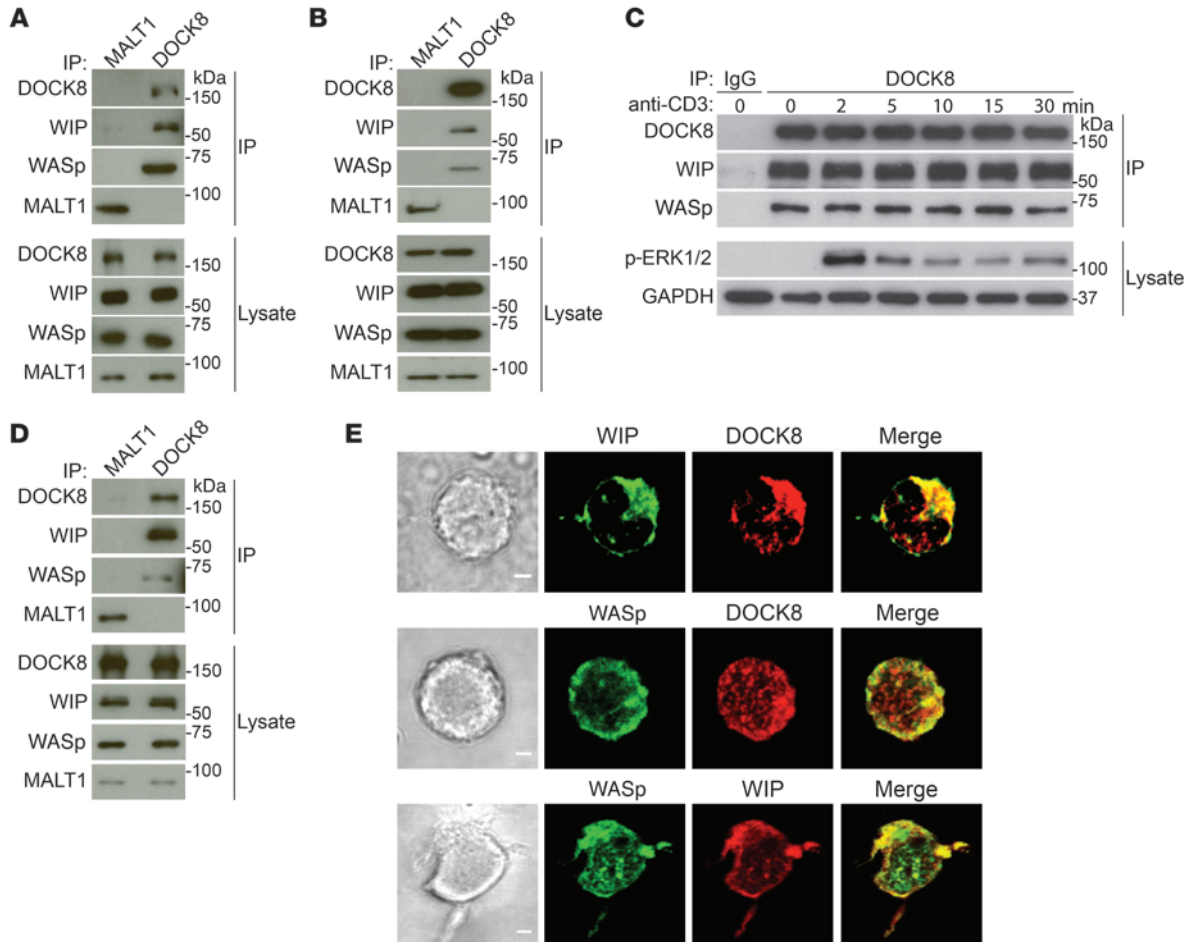 A
IP: MALT1 DOCK8
kDa
DOCK8 -150
WIP -50
WASp -75
MALT1 -100
IP
DOCK8 -150
WIP -50
WASp -75
MALT1 -100
Lysate
B
IP: MALT1 DOCK8
kDa
DOCK8 -150
WIP -50
WASp -75
MALT1 -100
IP
DOCK8 -150
WIP -50
WASp -75
MALT1 -100
Lysate
C
IP: IgG DOCK8
anti-CD3: 0 0 2 5 10 15 30 min
kDa
DOCK8 -150
WIP -50
WASp -75
IP
p-ERK1/2 -100
GAPDH -37
Lysate
D
IP: MALT1 DOCK8
kDa
DOCK8 -150
WIP -50
WASp -75
MALT1 -100
IP
DOCK8 -150
WIP -50
WASp -75
MALT1 -100
Lysate
E
WIP DOCK8 Merge
WASp DOCK8 Merge
WASp WIP Merge